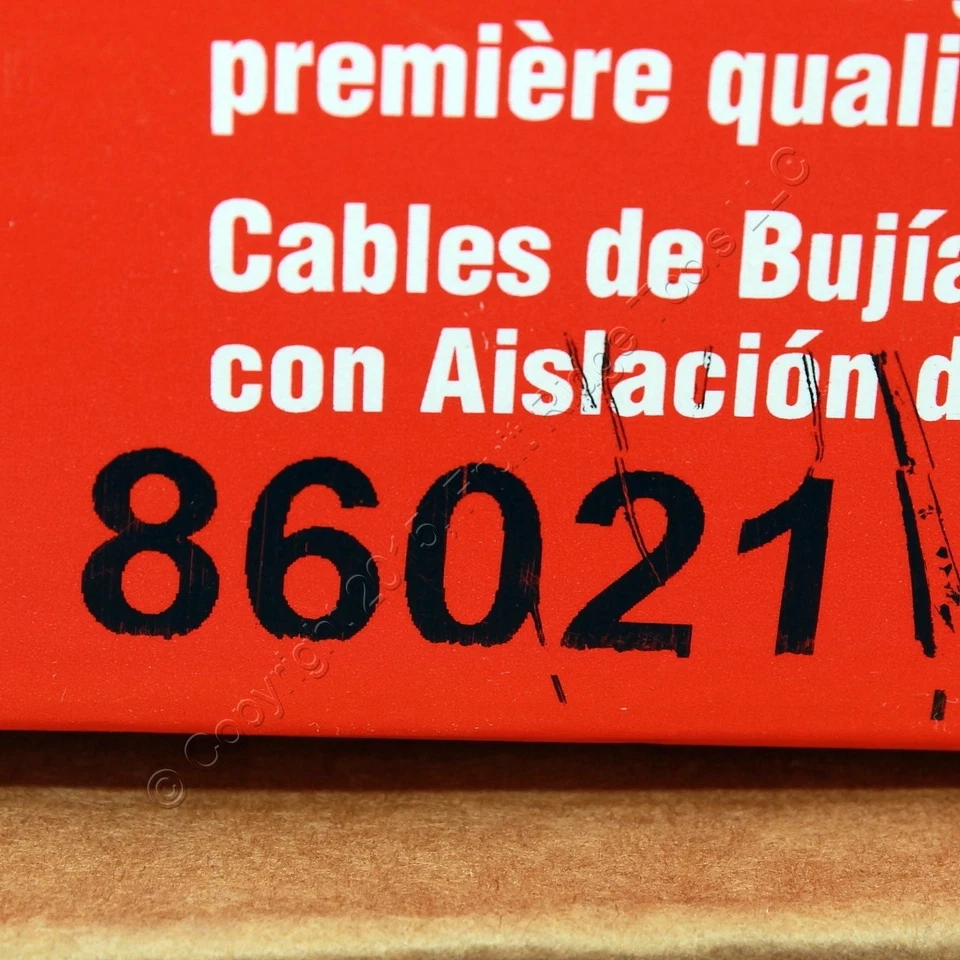 première quali
Cables de Bujía
con Aislación d
86021